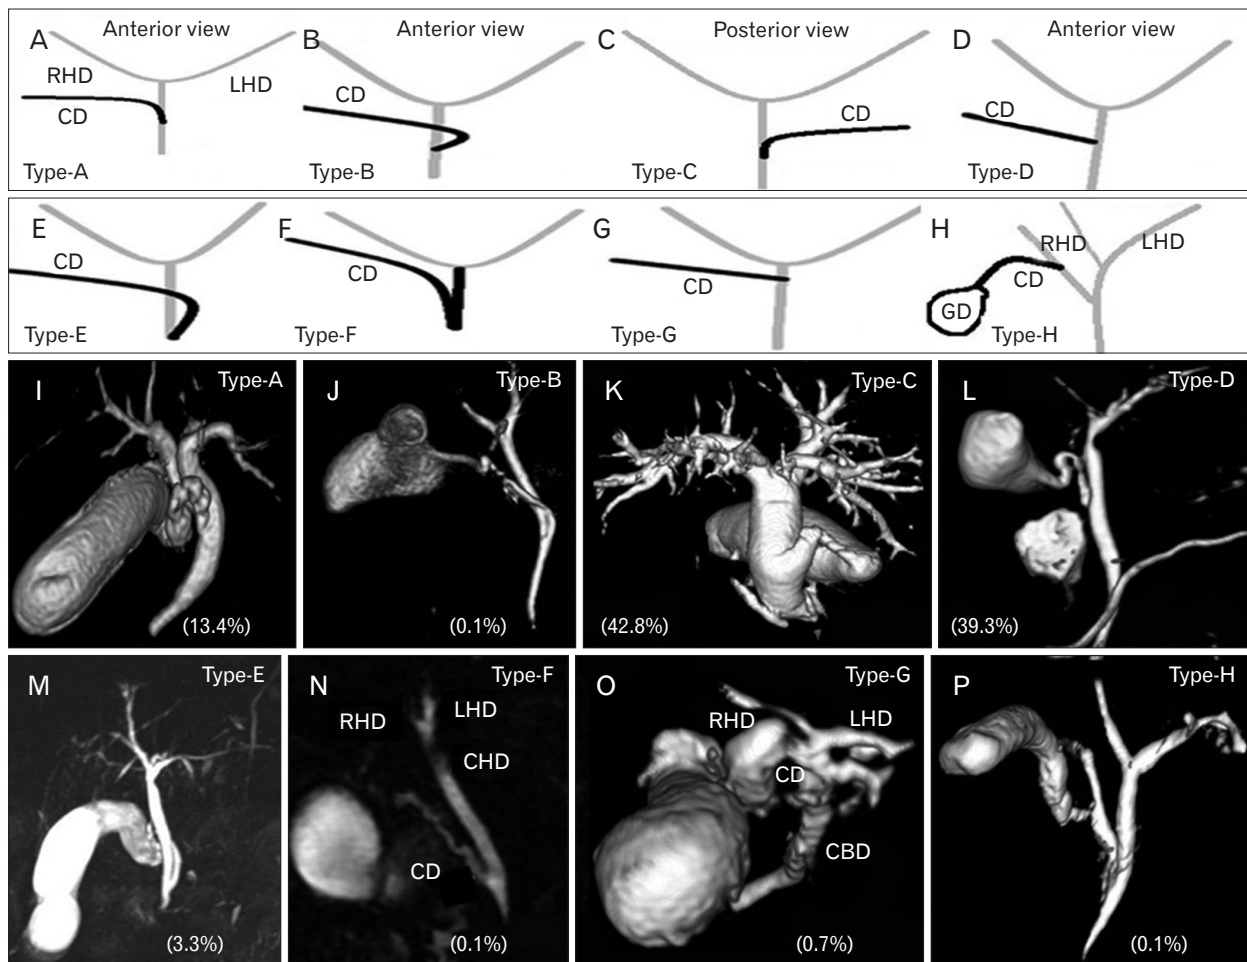 A
Anterior view
RHD
LHD
CD
Type-A
B
Anterior view
CD
Type-B
C
Posterior view
CD
Type-C
D
Anterior view
CD
Type-D
E
CD
Type-E
F
CD
Type-F
G
CD
Type-G
H
RHD
LHD
CD
GD
Type-H
I
Type-A
(13.4%)
J
Type-B
(0.1%)
K
Type-C
(42.8%)
L
Type-D
(39.3%)
M
Type-E
(3.3%)
N
Type-F
RHD
LHD
CHD
CD
(0.1%)
O
Type-G
RHD
LHD
CD
CBD
(0.7%)
P
Type-H
(0.1%)